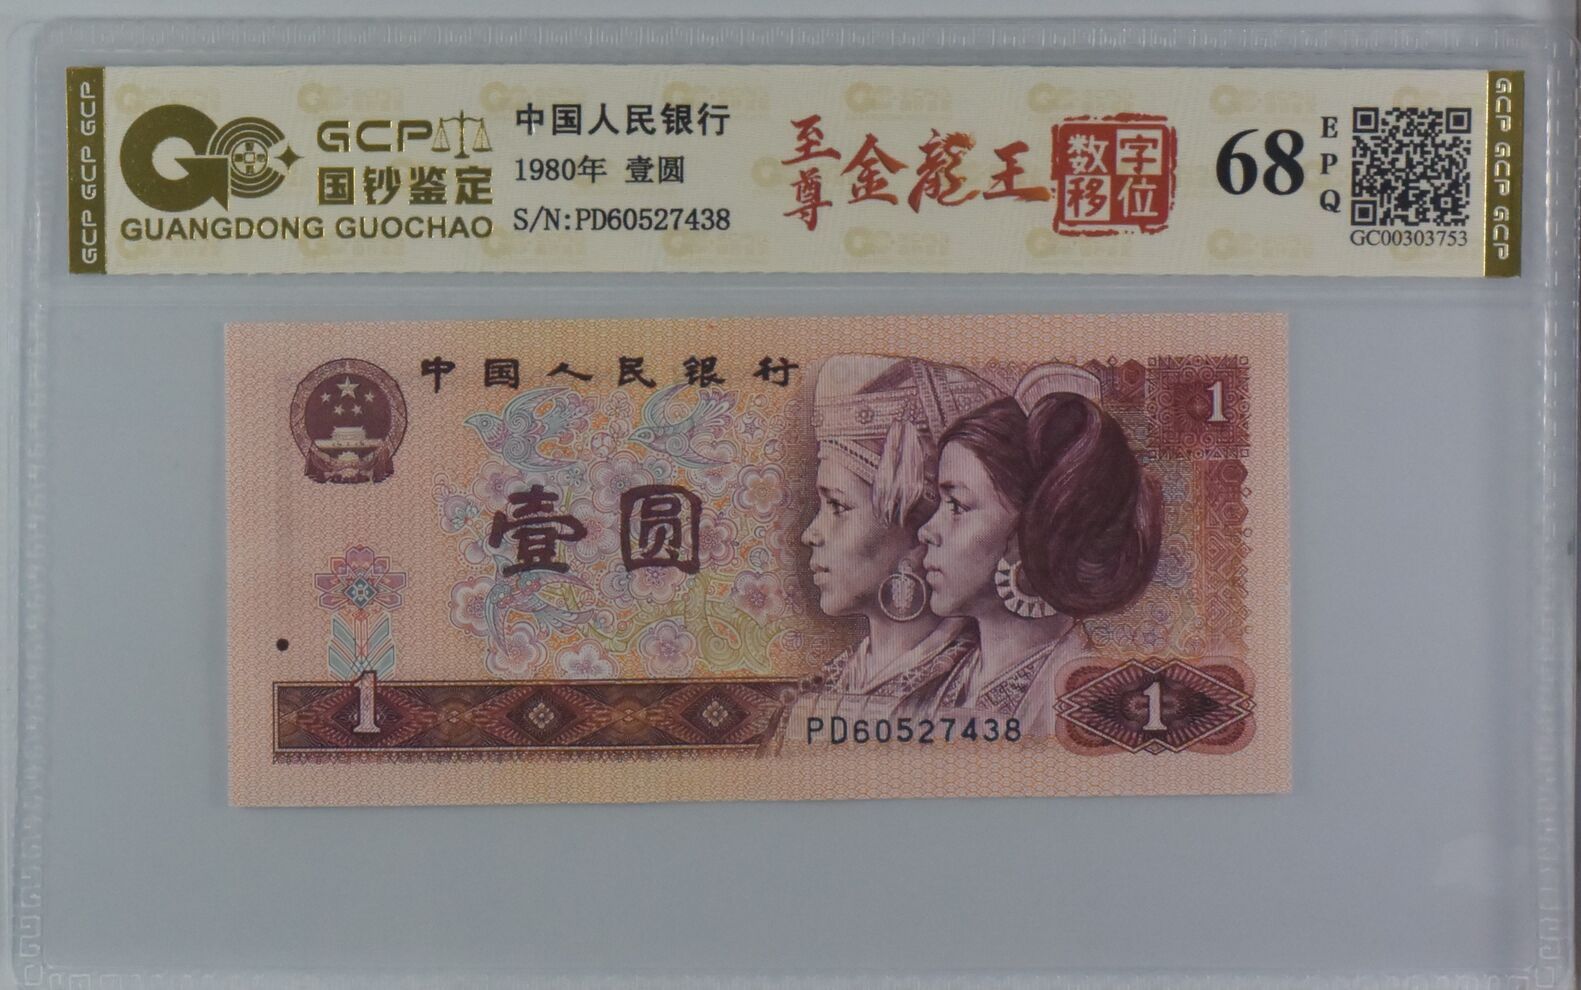 GCP GCP GCP
GCP
国钞鉴定
GUANGDONG GUOCHAO
中国人民银行
1980年 壹圆
S/N:PD60527438
至尊金龍王
数字
移位
68
EPQ
GC00303753
GCP GCP GCP
中国人民银行
1
壹圆
1
PD60527438
1